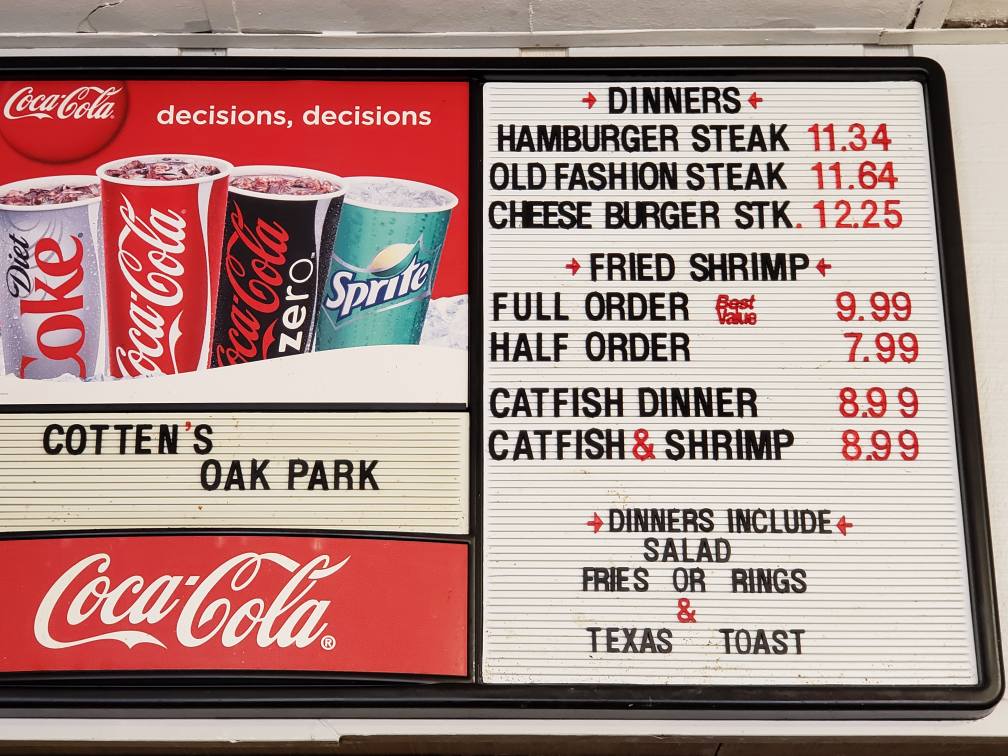 Coca-Cola
decisions, decisions
Diet Coke
Coca-Cola
Coca-Cola zero™
Sprite
COTTEN'S
OAK PARK
Coca-Cola®
DINNERS
HAMBURGER STEAK 11.34
OLD FASHION STEAK 11.64
CHEESE BURGER STK. 12.25
FRIED SHRIMP
FULL ORDER Best Value 9.99
HALF ORDER 7.99
CATFISH DINNER 8.99
CATFISH & SHRIMP 8.99
DINNERS INCLUDE
SALAD
FRIES OR RINGS
&
TEXAS TOAST